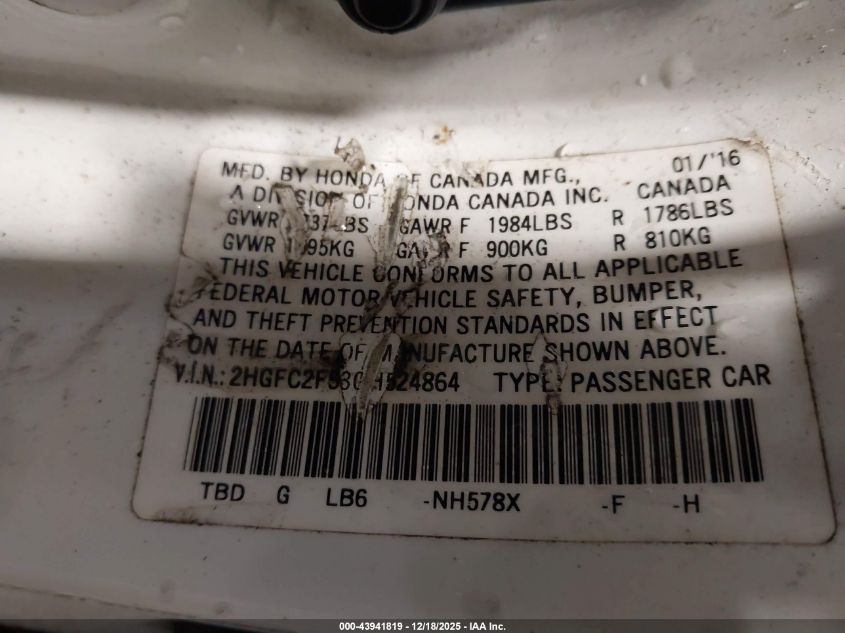 MFD. BY HONDA OF CANADA MFG., 01/'16
A DIVISION OF HONDA CANADA INC. CANADA
GVWR GAWR F 1984LBS R 1786LBS
GVWR GAWR F 900KG R 810KG
THIS VEHICLE CONFORMS TO ALL APPLICABLE
FEDERAL MOTOR VEHICLE SAFETY, BUMPER,
AND THEFT PREVENTION STANDARDS IN EFFECT
ON THE DATE OF MANUFACTURE SHOWN ABOVE.
V.I.N.: TYPE: PASSENGER CAR
TBD G LB6 -NH578X -F -H
000-43941819 - 12/18/2025 - IAA Inc.